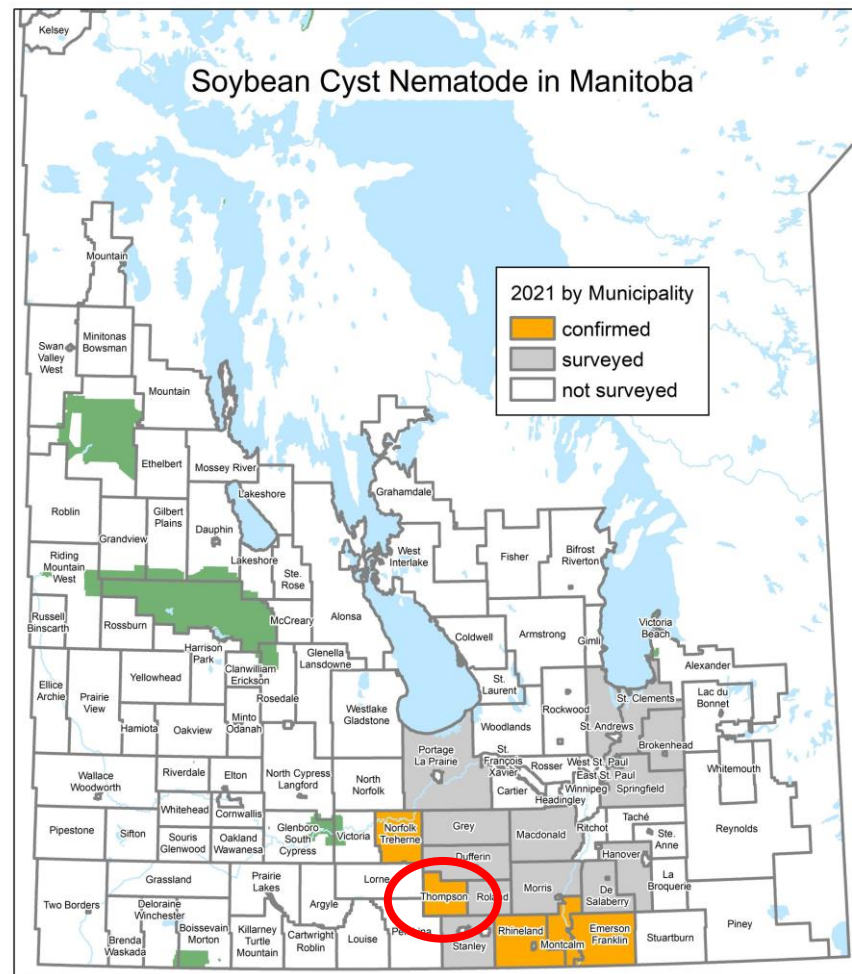 Kelsey
Soybean Cyst Nematode in Manitoba
Mountain
2021 by Municipality
confirmed
surveyed
not surveyed
Swan
Valley
West
Minitonas
Bowsman
Mountain
Ethelbert
Mossey River
Lakeshore
Grahamdale
Roblin
Gilbert
Plains
Grandview
Dauphin
Lakeshore
Ste.
Rose
West
Interlake
Fisher
Bifrost
Riverton
Riding
Mountain
West
McCreary
Alonsa
Russell
Binscarth
Rossburn
Harrison
Park
Coldwell
Armstrong
Gimli
Victoria
Beach
Alexander
Clanwilliam
Erickson
Glenella
Lansdowne
Ellice
Archie
Prairie
View
Yellowhead
Rosedale
St.
Laurent
St. Clements
Lac du
Bonnet
Hamiota
Oakview
Minto
Odanah
Westlake
Gladstone
Woodlands
Rockwood
St. Andrews
Brokenhead
Portage
La Prairie
St.
François
Xavier
Rosser
West St. Paul
East St. Paul
Winnipeg
Springfield
Whitemouth
Wallace
Woodworth
Riverdale
Elton
North Cypress
Langford
North
Norfolk
Cartier
Headingley
Whitehead
Cornwallis
Pipestone
Sifton
Souris
Glenwood
Oakland
Wawanesa
Glenboro
South
Cypress
Victoria
Norfolk
Treherne
Grey
Macdonald
Ritchot
Taché
Ste.
Anne
Reynolds
Dufferin
Hanover
Grassland
Prairie
Lakes
Lorne
Thompson
Roland
Morris
De
Salaberry
La
Broquerie
Two Borders
Deloraine
Winchester
Argyle
Boissevain
Morton
Killarney
Turtle
Mountain
Cartwright
Roblin
Louise
Pembina
Stanley
Rhineland
Montcalm
Emerson
Franklin
Stuartburn
Piney
Brenda
Waskada